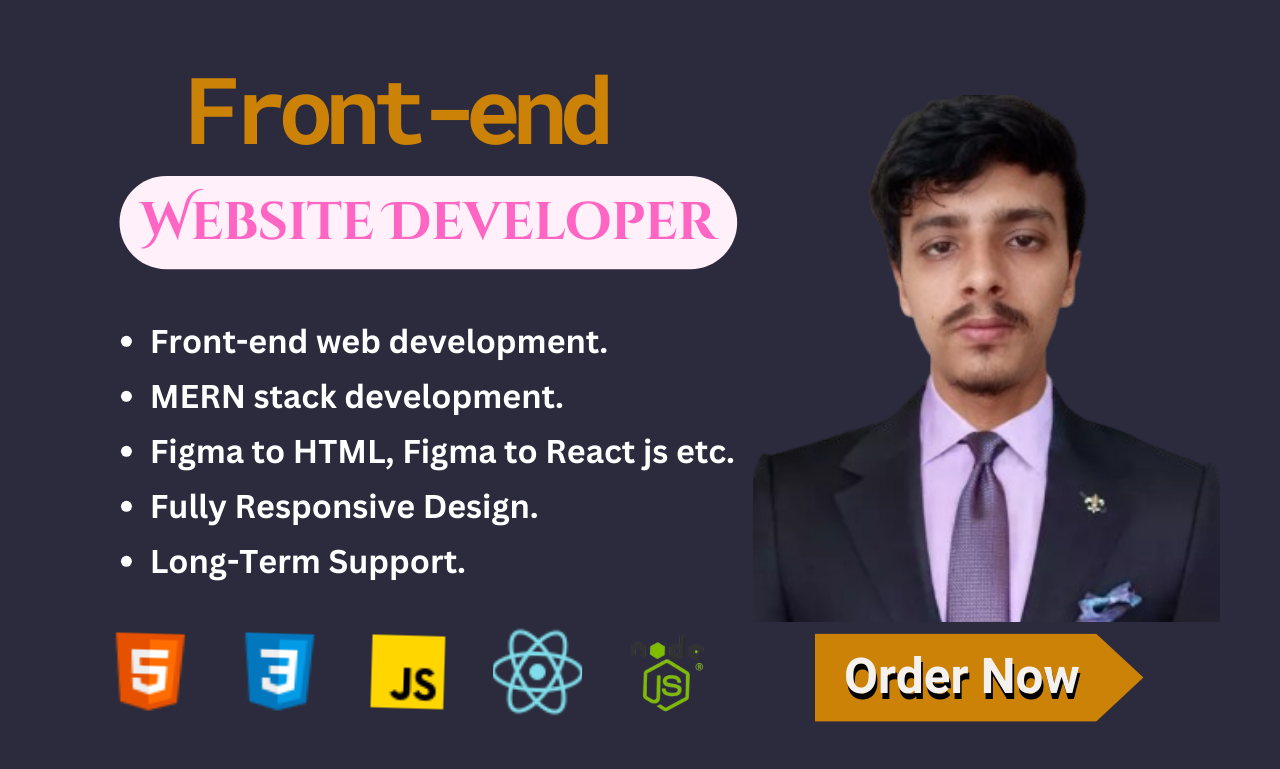 Front-end
Website Developer
Front-end web development.
MERN stack development.
Figma to HTML, Figma to React js etc.
Fully Responsive Design.
Long-Term Support.
5
3
JS
node
JS
®
Order Now